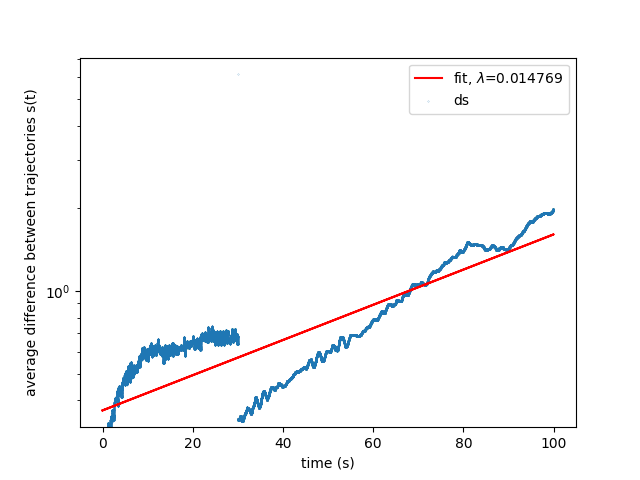 fit, λ=0.014769
ds
average difference between trajectories s(t)
10⁰
0
20
40
60
80
100
time (s)